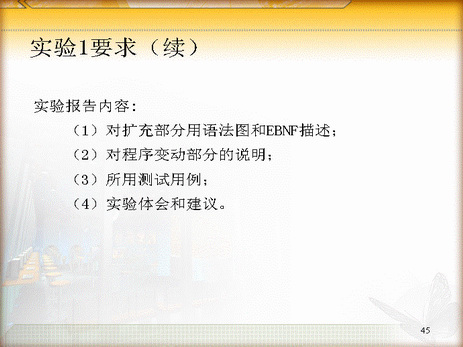 实验1要求（续）
实验报告内容：
（1）对扩充部分用语法图和EBNF描述；
（2）对程序变动部分的说明；
（3）所用测试用例；
（4）实验体会和建议。
45